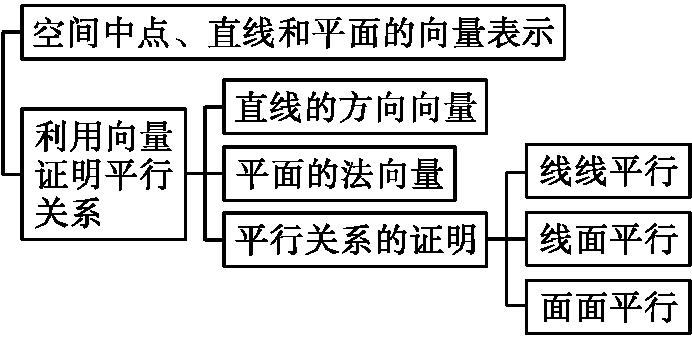 空间中点、直线和平面的向量表示
利用向量
证明平行
关系
直线的方向向量
平面的法向量
平行关系的证明
线线平行
线面平行
面面平行